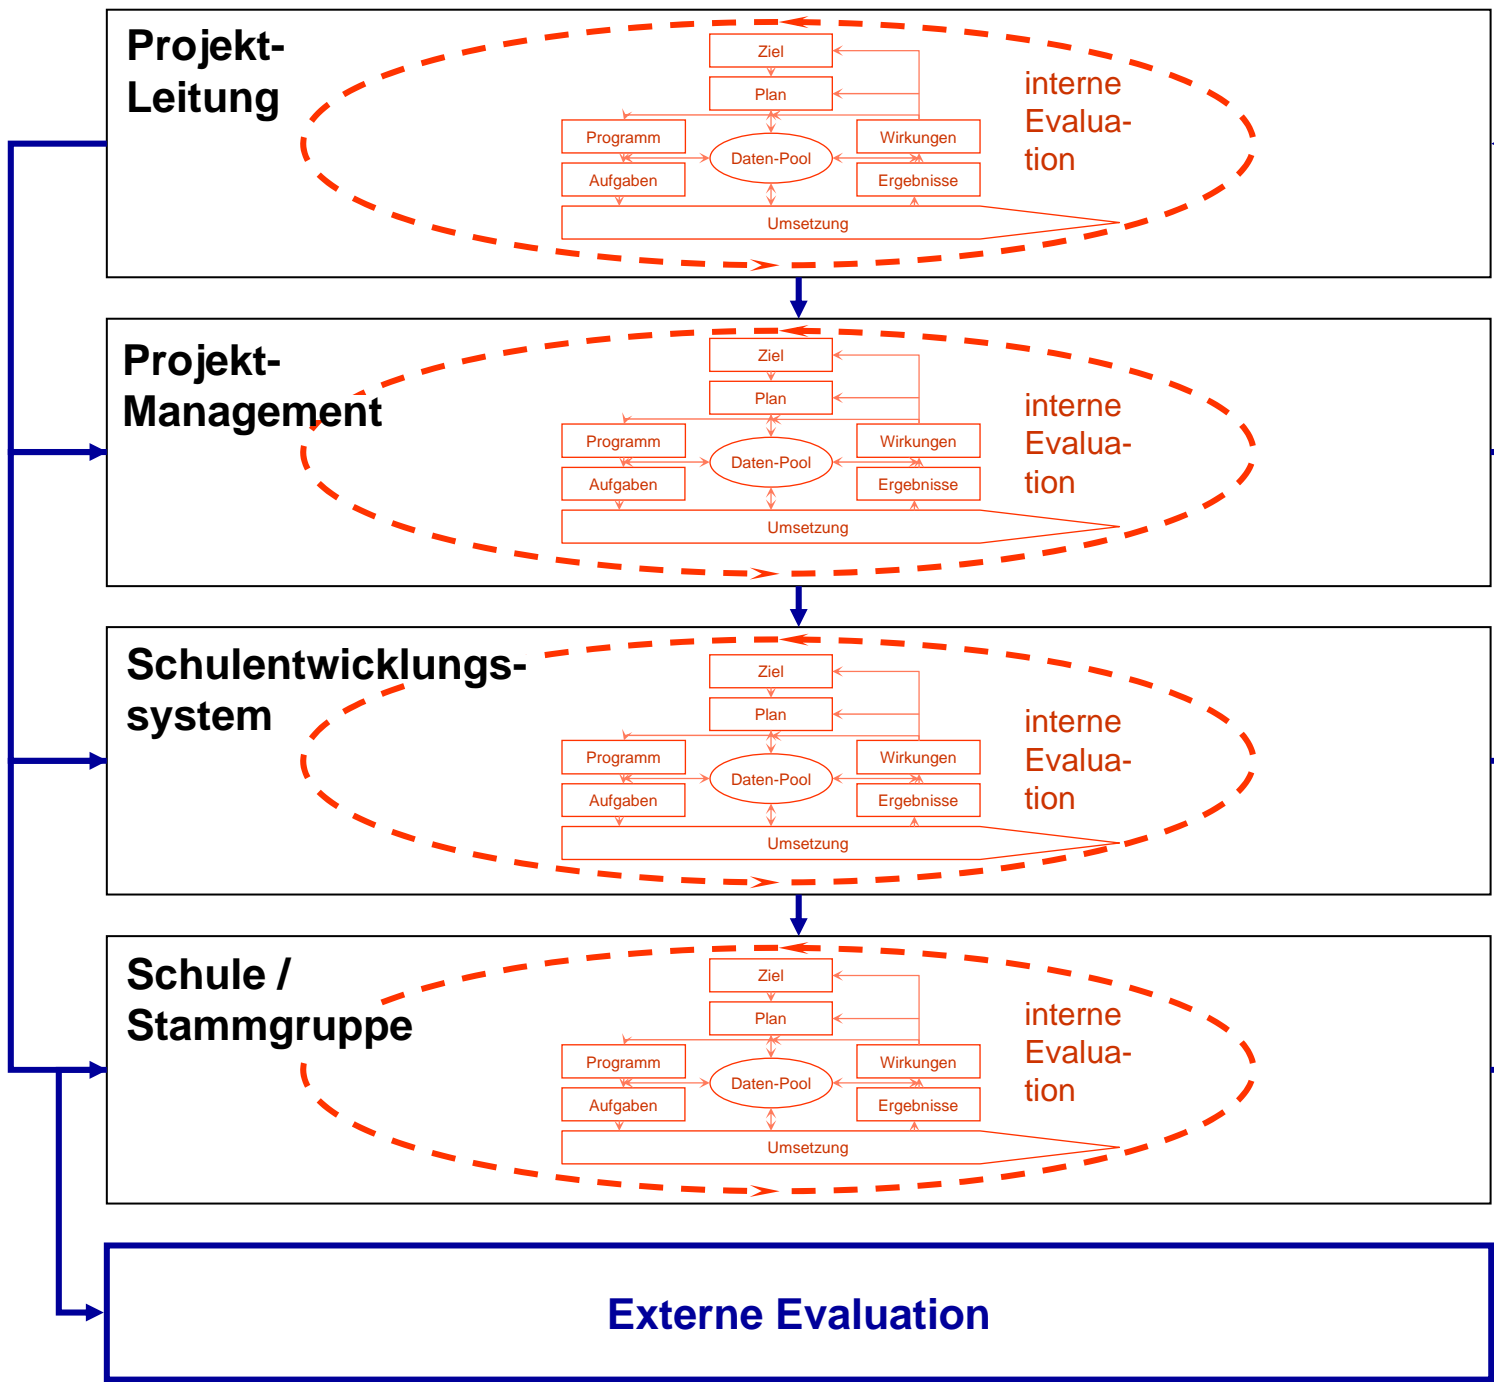 Projekt-
Leitung
Ziel
Plan
Programm
Wirkungen
Daten-Pool
Aufgaben
Ergebnisse
Umsetzung
interne
Evalua-
tion
Projekt-
Management
Ziel
Plan
Programm
Wirkungen
Daten-Pool
Aufgaben
Ergebnisse
Umsetzung
interne
Evalua-
tion
Schulentwicklungs-
system
Ziel
Plan
Programm
Wirkungen
Daten-Pool
Aufgaben
Ergebnisse
Umsetzung
interne
Evalua-
tion
Schule /
Stammgruppe
Ziel
Plan
Programm
Wirkungen
Daten-Pool
Aufgaben
Ergebnisse
Umsetzung
interne
Evalua-
tion
Externe Evaluation